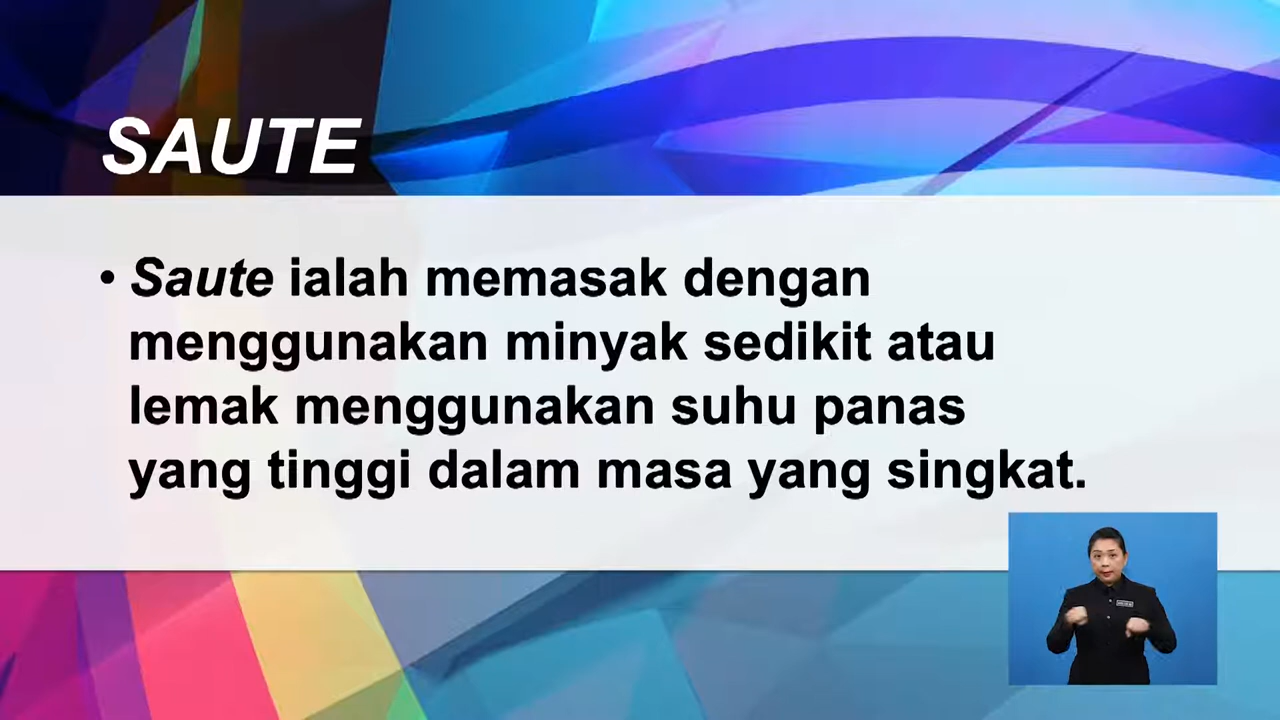 SAUTE
• Saute ialah memasak dengan
menggunakan minyak sedikit atau
lemak menggunakan suhu panas
yang tinggi dalam masa yang singkat.